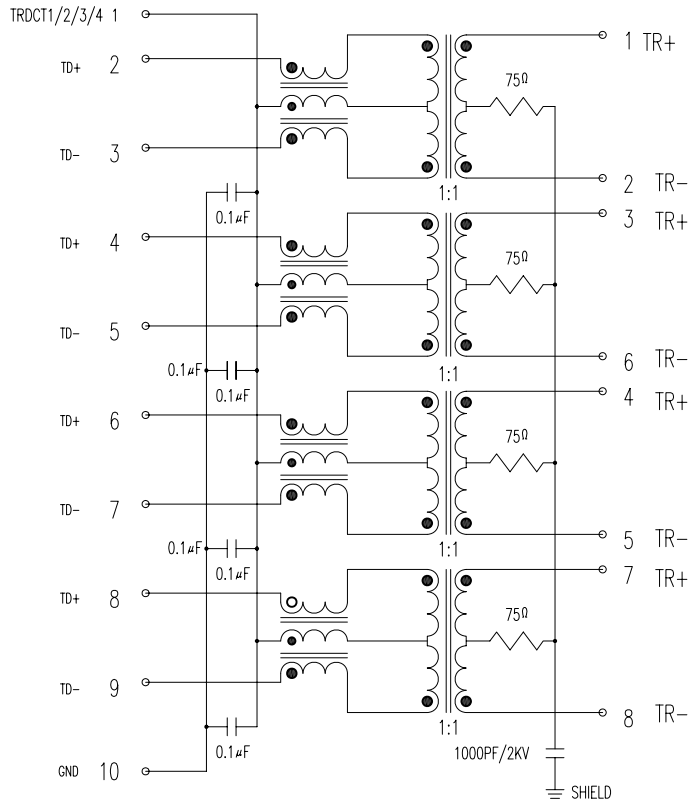 TRDCT1/2/3/4 1
1 TR+
TD+ 2
75Ω
TD- 3
2 TR-
1:1
3 TR+
0.1μF
TD+ 4
75Ω
TD- 5
6 TR-
0.1μF
1:1
0.1μF
4 TR+
TD+ 6
75Ω
TD- 7
5 TR-
0.1μF
1:1
0.1μF
7 TR+
TD+ 8
75Ω
TD- 9
8 TR-
1:1
0.1μF
1000PF/2KV
GND 10
SHIELD